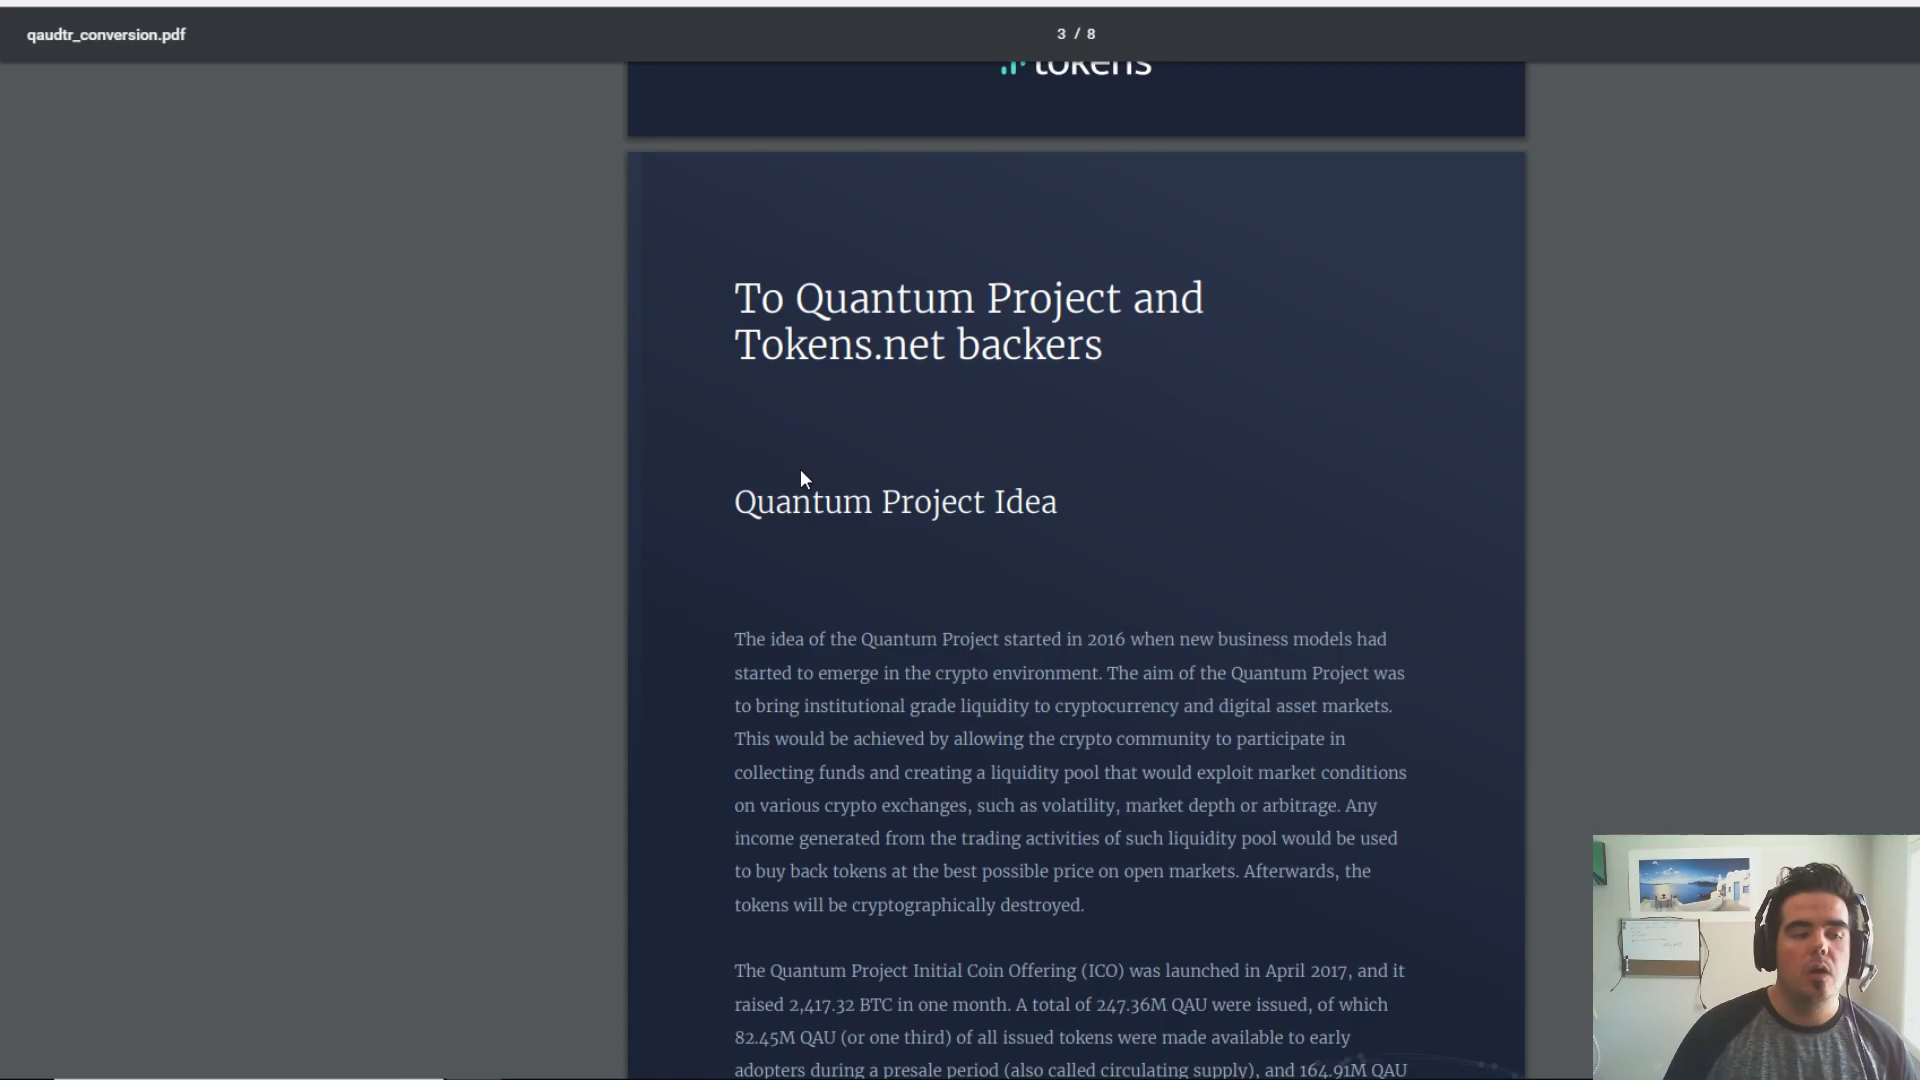 qaudtr_conversion.pdf
3 / 8
tokens
To Quantum Project and
Tokens.net backers
Quantum Project Idea
The idea of the Quantum Project started in 2016 when new business models had
started to emerge in the crypto environment. The aim of the Quantum Project was
to bring institutional grade liquidity to cryptocurrency and digital asset markets.
This would be achieved by allowing the crypto community to participate in
collecting funds and creating a liquidity pool that would exploit market conditions
on various crypto exchanges, such as volatility, market depth or arbitrage. Any
income generated from the trading activities of such liquidity pool would be used
to buy back tokens at the best possible price on open markets. Afterwards, the
tokens will be cryptographically destroyed.
The Quantum Project Initial Coin Offering (ICO) was launched in April 2017, and it
raised 2,417.32 BTC in one month. A total of 247.36M QAU were issued, of which
82.45M QAU (or one third) of all issued tokens were made available to early
adopters during a presale period (also called circulating supply), and 164.91M QAU